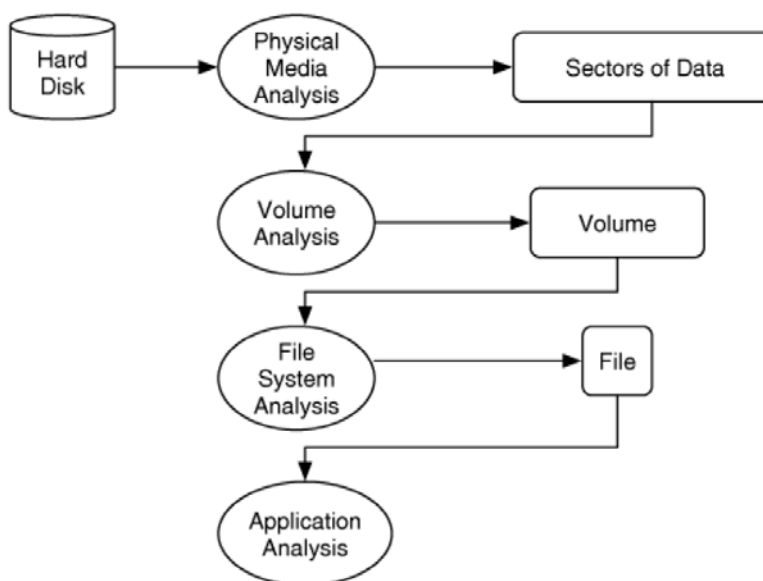 Hard
Disk
Physical
Media
Analysis
Sectors of Data
Volume
Analysis
Volume
File
System
Analysis
File
Application
Analysis